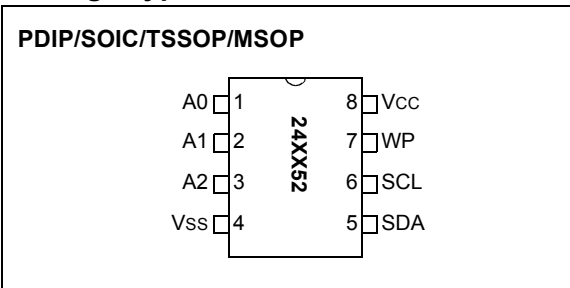 PDIP/SOIC/TSSOP/MSOP
A0 1 8 Vcc
A1 2 24XX52 7 WP
A2 3 6 SCL
Vss 4 5 SDA